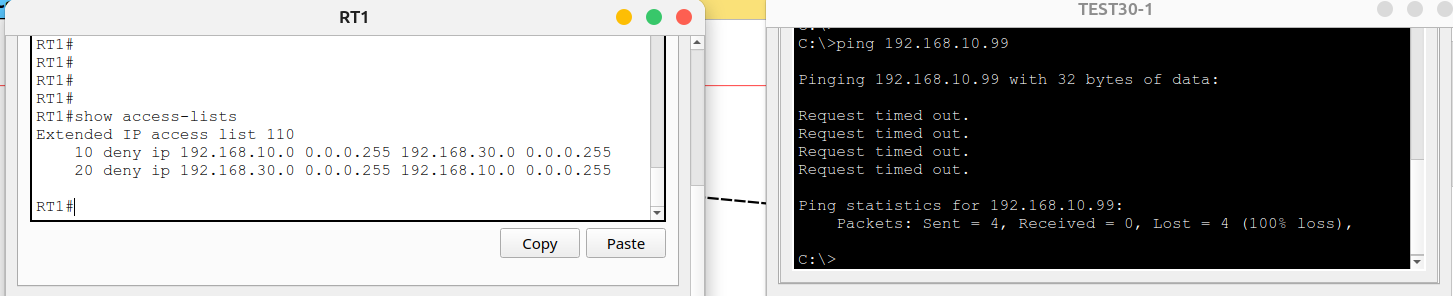 RT1
RT1#
RT1#
RT1#
RT1#
RT1#show access-lists
Extended IP access list 110
    10 deny ip 192.168.10.0 0.0.0.255 192.168.30.0 0.0.0.255
    20 deny ip 192.168.30.0 0.0.0.255 192.168.10.0 0.0.0.255
RT1#
Copy
Paste
TEST30-1
C:\>
C:\>ping 192.168.10.99
Pinging 192.168.10.99 with 32 bytes of data:
Request timed out.
Request timed out.
Request timed out.
Request timed out.
Ping statistics for 192.168.10.99:
    Packets: Sent = 4, Received = 0, Lost = 4 (100% loss),
C:\>